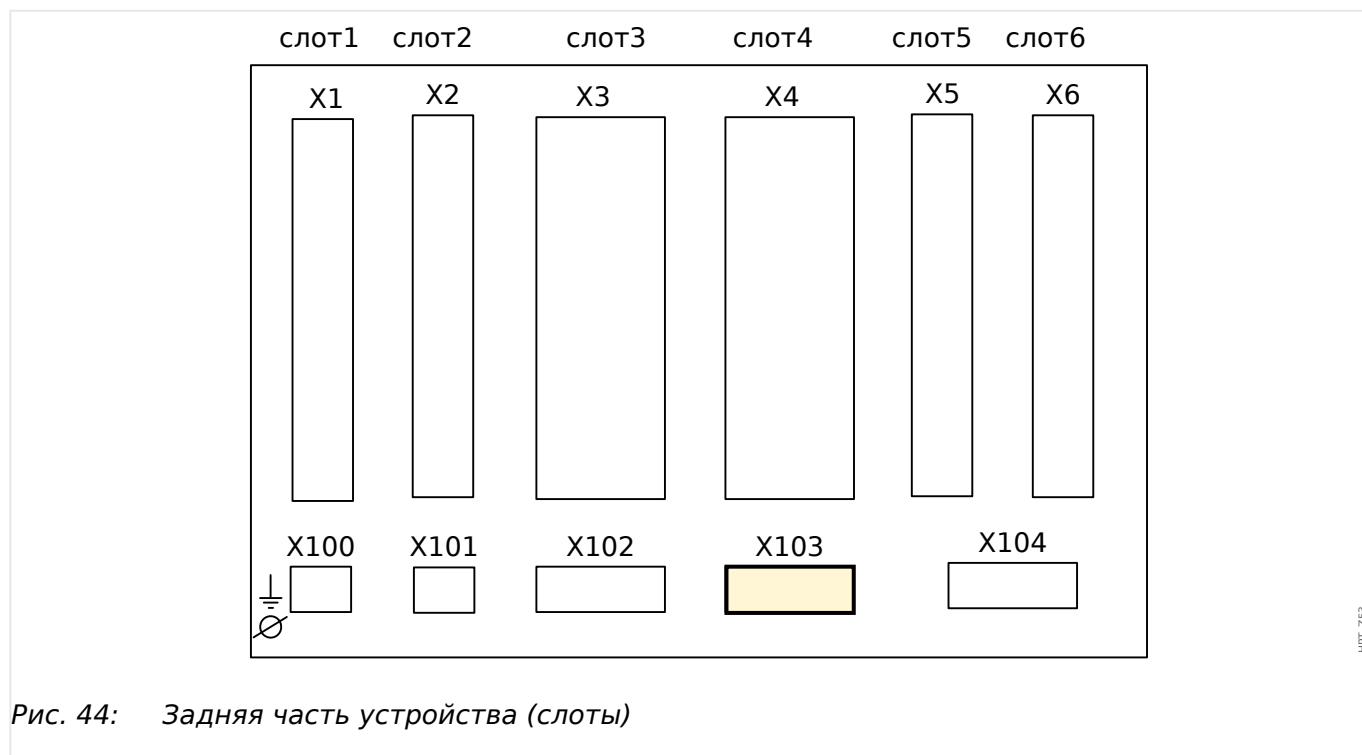 слот1 слот2 слот3 слот4 слот5 слот6
X1 X2 X3 X4 X5 X6
X100 X101 X102 X103 X104
Рис. 44: Задняя часть устройства (слоты)